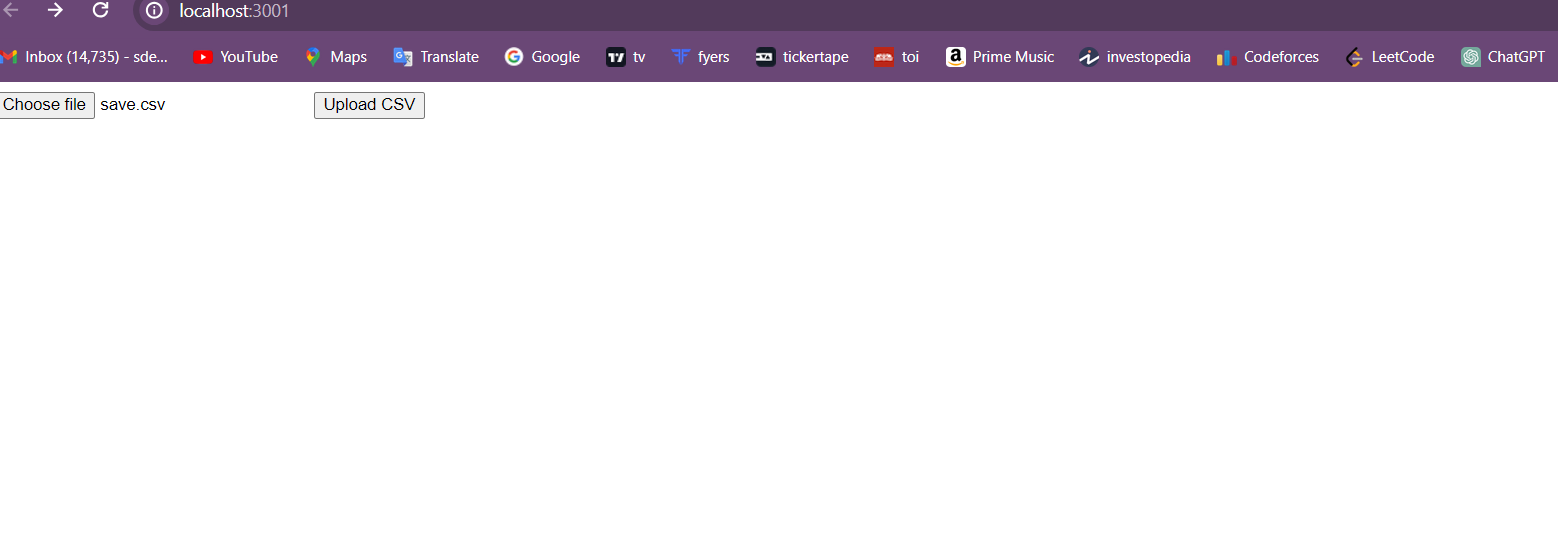 localhost:3001
Inbox (14,735) - sde... YouTube Maps Translate Google tv fyers tickertape toi Prime Music investopedia Codeforces LeetCode ChatGPT
Choose file save.csv Upload CSV